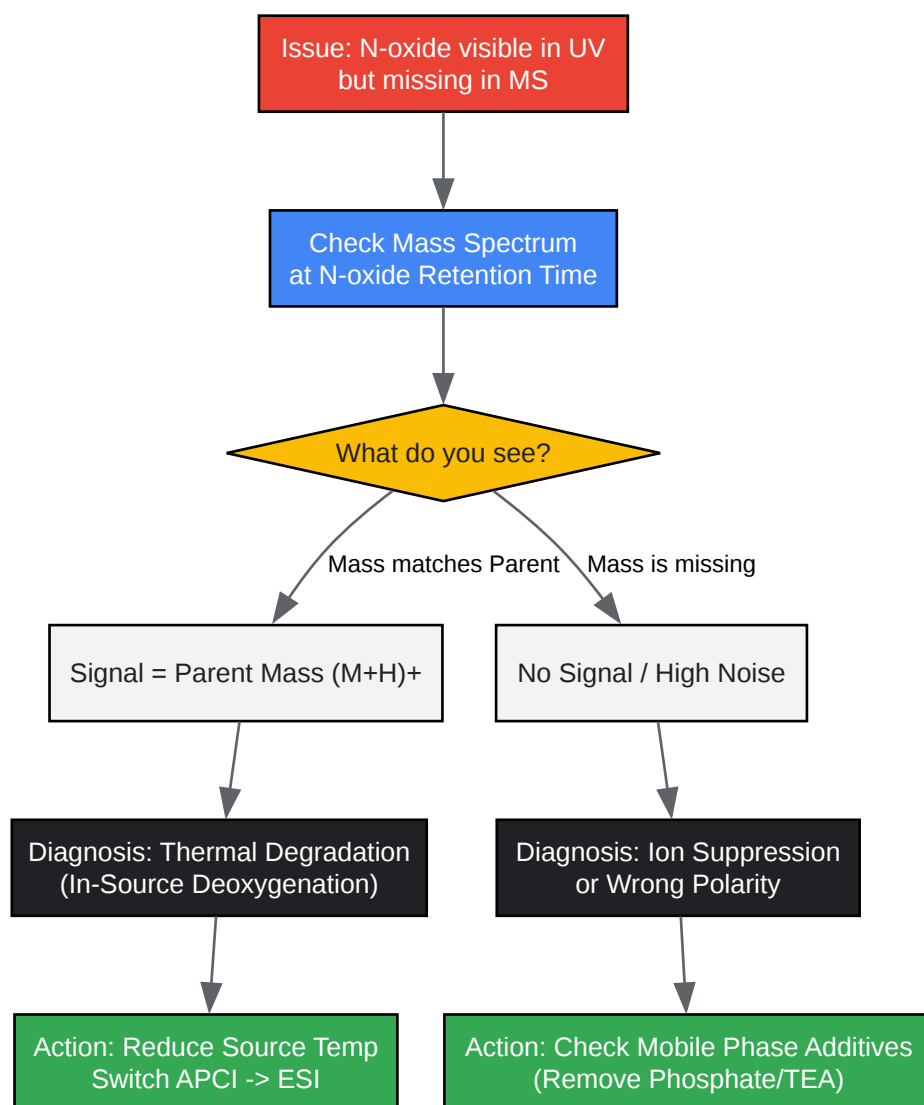 Issue: N-oxide visible in UV
but missing in MS
Check Mass Spectrum
at N-oxide Retention Time
What do you see?
Mass matches Parent
Mass is missing
Signal = Parent Mass (M+H)+
No Signal / High Noise
Diagnosis: Thermal Degradation
(In-Source Deoxygenation)
Diagnosis: Ion Suppression
or Wrong Polarity
Action: Reduce Source Temp
Switch APCI -> ESI
Action: Check Mobile Phase Additives
(Remove Phosphate/TEA)